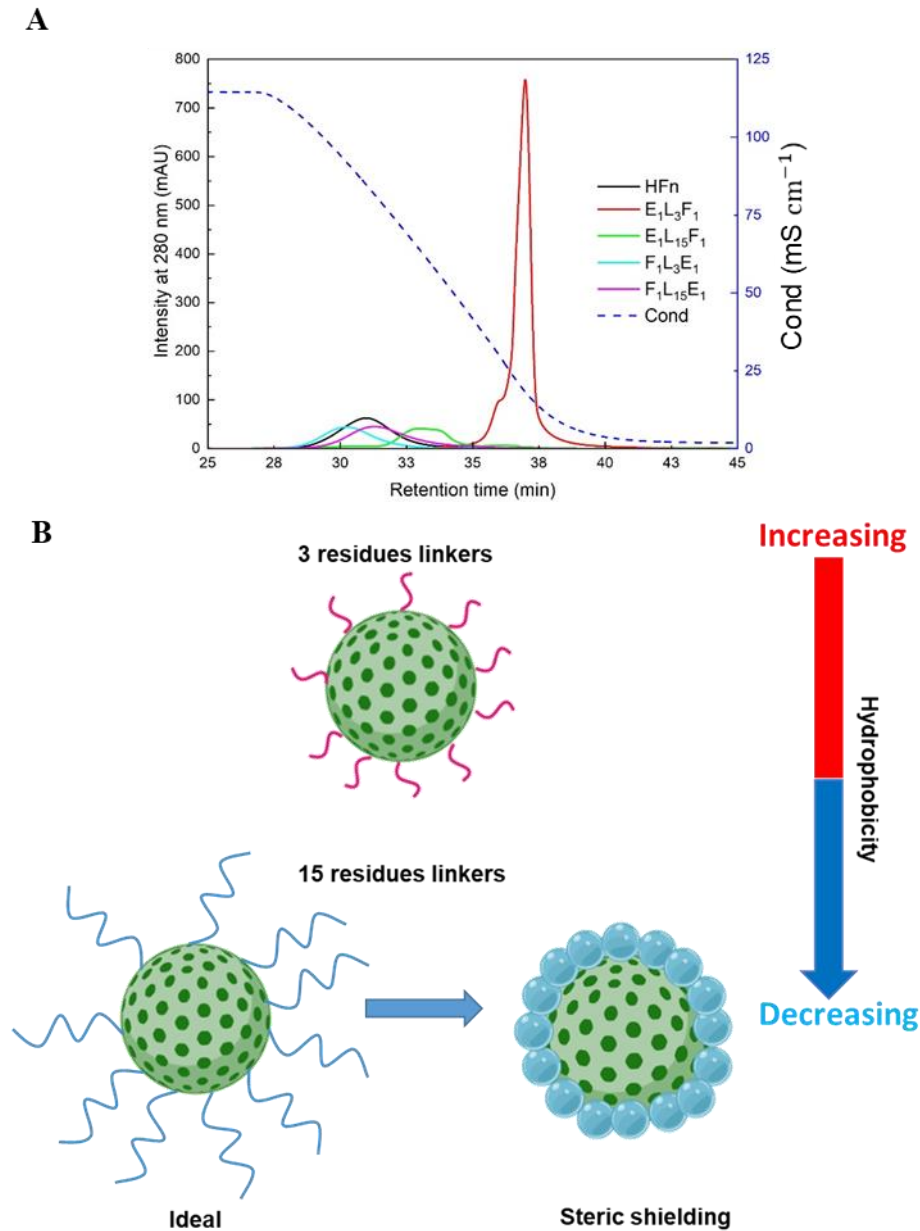 A
Intensity at 280 nm (mAU)
800
700
600
500
400
300
200
100
0
25
30
33
35
38
40
43
45
Retention time (min)
125
100
75
50
25
0
Cond (mS cm⁻¹)
HFn
E₁L₃F₁
E₁L₁₅F₁
F₁L₃E₁
F₁L₁₅E₁
Cond
B
3 residues linkers
Increasing
Hydrophobicity
15 residues linkers
Decreasing
Ideal
Steric shielding